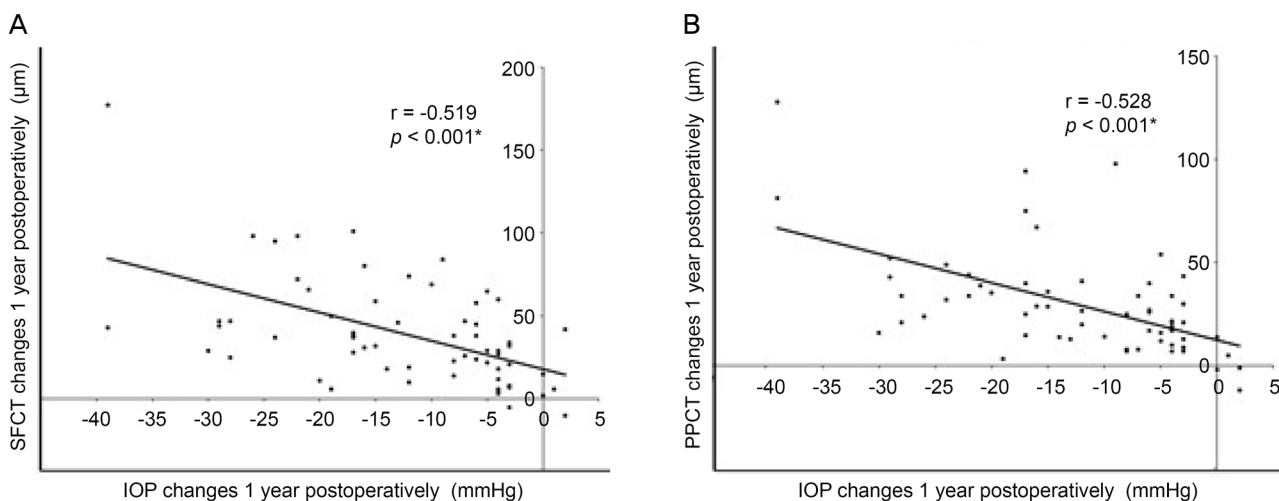 A
SFCT changes 1 year postoperatively (μm)
200
150
100
50
0
r = -0.519
p < 0.001*
-40 -35 -30 -25 -20 -15 -10 -5 0 5
IOP changes 1 year postoperatively (mmHg)
B
PPCT changes 1 year postoperatively (μm)
150
100
50
0
r = -0.528
p < 0.001*
-40 -35 -30 -25 -20 -15 -10 -5 0 5
IOP changes 1 year postoperatively (mmHg)